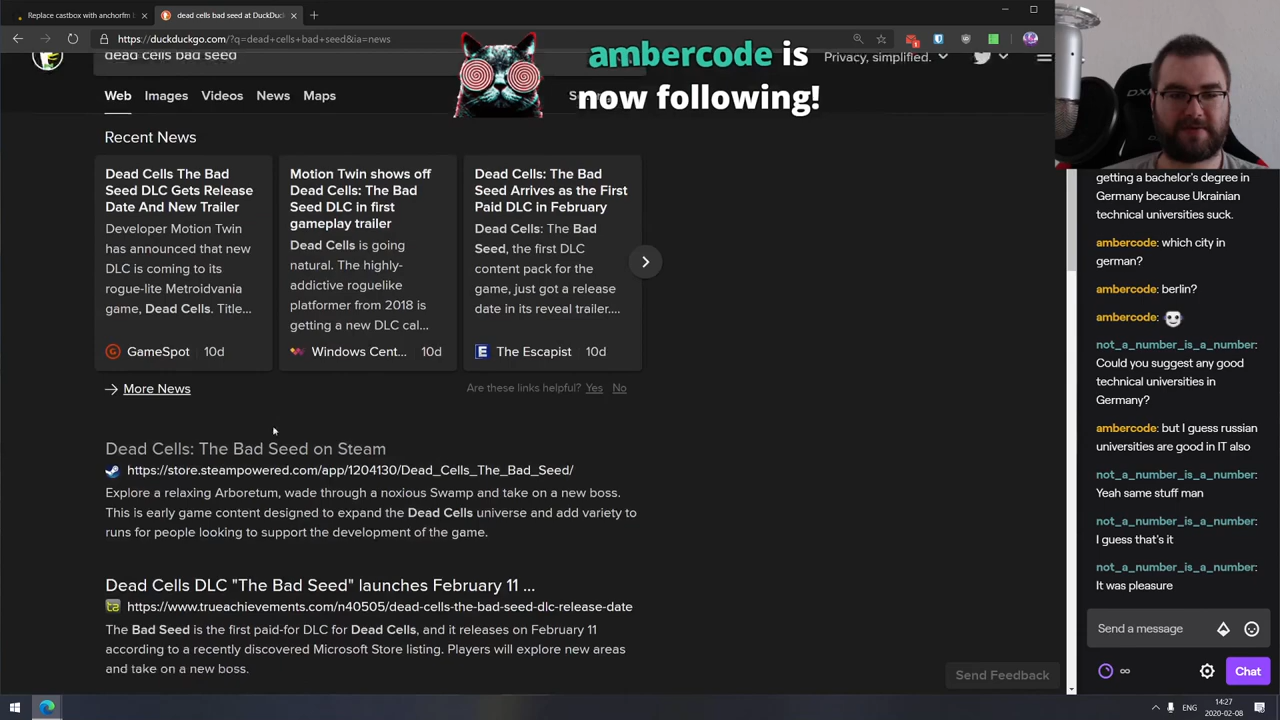 Replace castbox with anchorfm
dead cells bad seed at DuckDuc
https://duckduckgo.com/?q=dead+cells+bad+seed&ia=news
ambercode is
now following!
dead cells bad seed
Privacy, simplified.
Web
Images
Videos
News
Maps
Recent News
Dead Cells The Bad
Seed DLC Gets Release
Date And New Trailer
Developer Motion Twin
has announced that new
DLC is coming to its
rogue-lite Metroidvania
game, Dead Cells. Title...
GameSpot 10d
Motion Twin shows off
Dead Cells: The Bad
Seed DLC in first
gameplay trailer
Dead Cells is going
natural. The highly-
addictive roguelike
platformer from 2018 is
getting a new DLC cal...
Windows Cent... 10d
Dead Cells: The Bad
Seed Arrives as the First
Paid DLC in February
Dead Cells: The Bad
Seed, the first DLC
content pack for the
game, just got a release
date in its reveal trailer....
The Escapist 10d
More News
Are these links helpful? Yes No
Dead Cells: The Bad Seed on Steam
https://store.steampowered.com/app/1204130/Dead_Cells_The_Bad_Seed/
Explore a relaxing Arboretum, wade through a noxious Swamp and take on a new boss.
This is early game content designed to expand the Dead Cells universe and add variety to
runs for people looking to support the development of the game.
Dead Cells DLC "The Bad Seed" launches February 11 ...
https://www.trueachievements.com/n40505/dead-cells-the-bad-seed-dlc-release-date
The Bad Seed is the first paid-for DLC for Dead Cells, and it releases on February 11
according to a recently discovered Microsoft Store listing. Players will explore new areas
and take on a new boss.
Send Feedback
getting a bachelor's degree in
Germany because Ukrainian
technical universities suck.
ambercode: which city in
german?
ambercode: berlin?
ambercode:
not_a_number_is_a_number:
Could you suggest any good
technical universities in
Germany?
ambercode: but I guess russian
universities are good in IT also
not_a_number_is_a_number:
Yeah same stuff man
not_a_number_is_a_number:
I guess that's it
not_a_number_is_a_number:
It was pleasure
Send a message
∞
Chat
ENG
14:27
2020-02-08